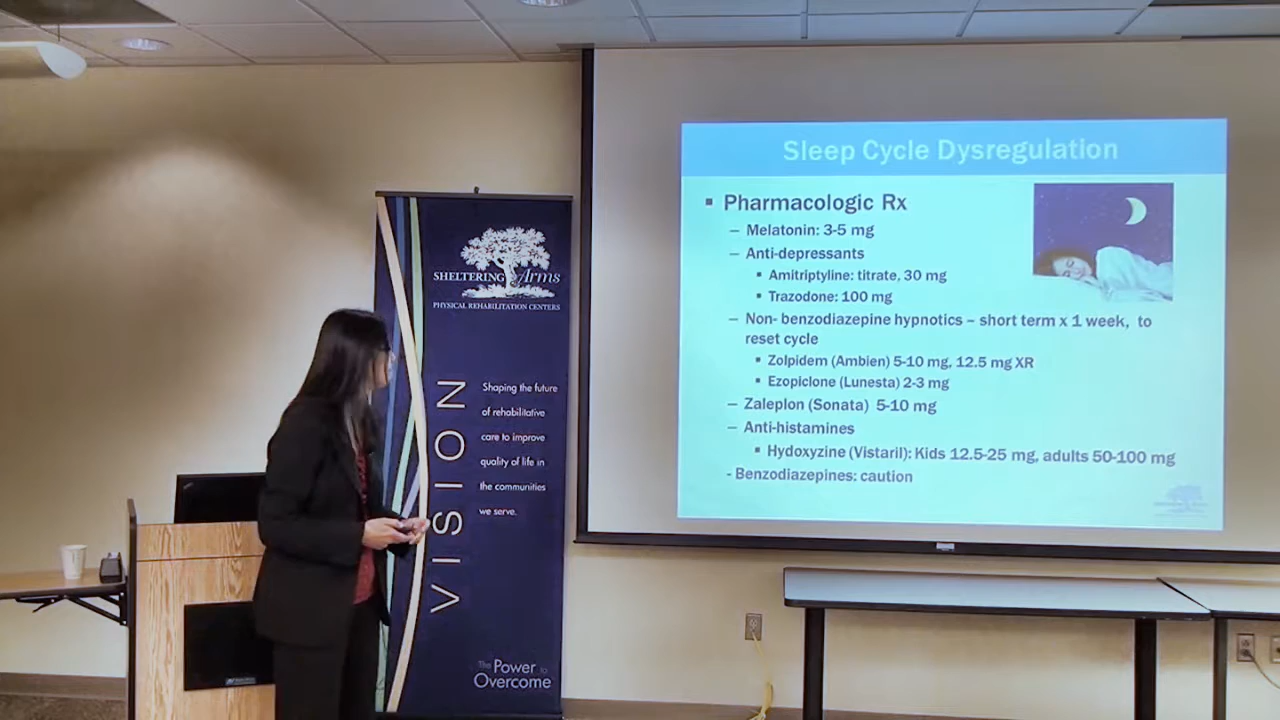 Sleep Cycle Dysregulation
▪ Pharmacologic Rx
– Melatonin: 3-5 mg
– Anti-depressants
▪ Amitriptyline: titrate, 30 mg
▪ Trazodone: 100 mg
– Non- benzodiazepine hypnotics – short term x 1 week, to
reset cycle
▪ Zolpidem (Ambien) 5-10 mg, 12.5 mg XR
▪ Ezopiclone (Lunesta) 2-3 mg
– Zaleplon (Sonata) 5-10 mg
– Anti-histamines
▪ Hydoxyzine (Vistaril): Kids 12.5-25 mg, adults 50-100 mg
- Benzodiazepines: caution
SHELTERING Arms
PHYSICAL REHABILITATION CENTERS
VISION
Shaping the future
of rehabilitative
care to improve
quality of life in
the communities
we serve.
The Power to
Overcome